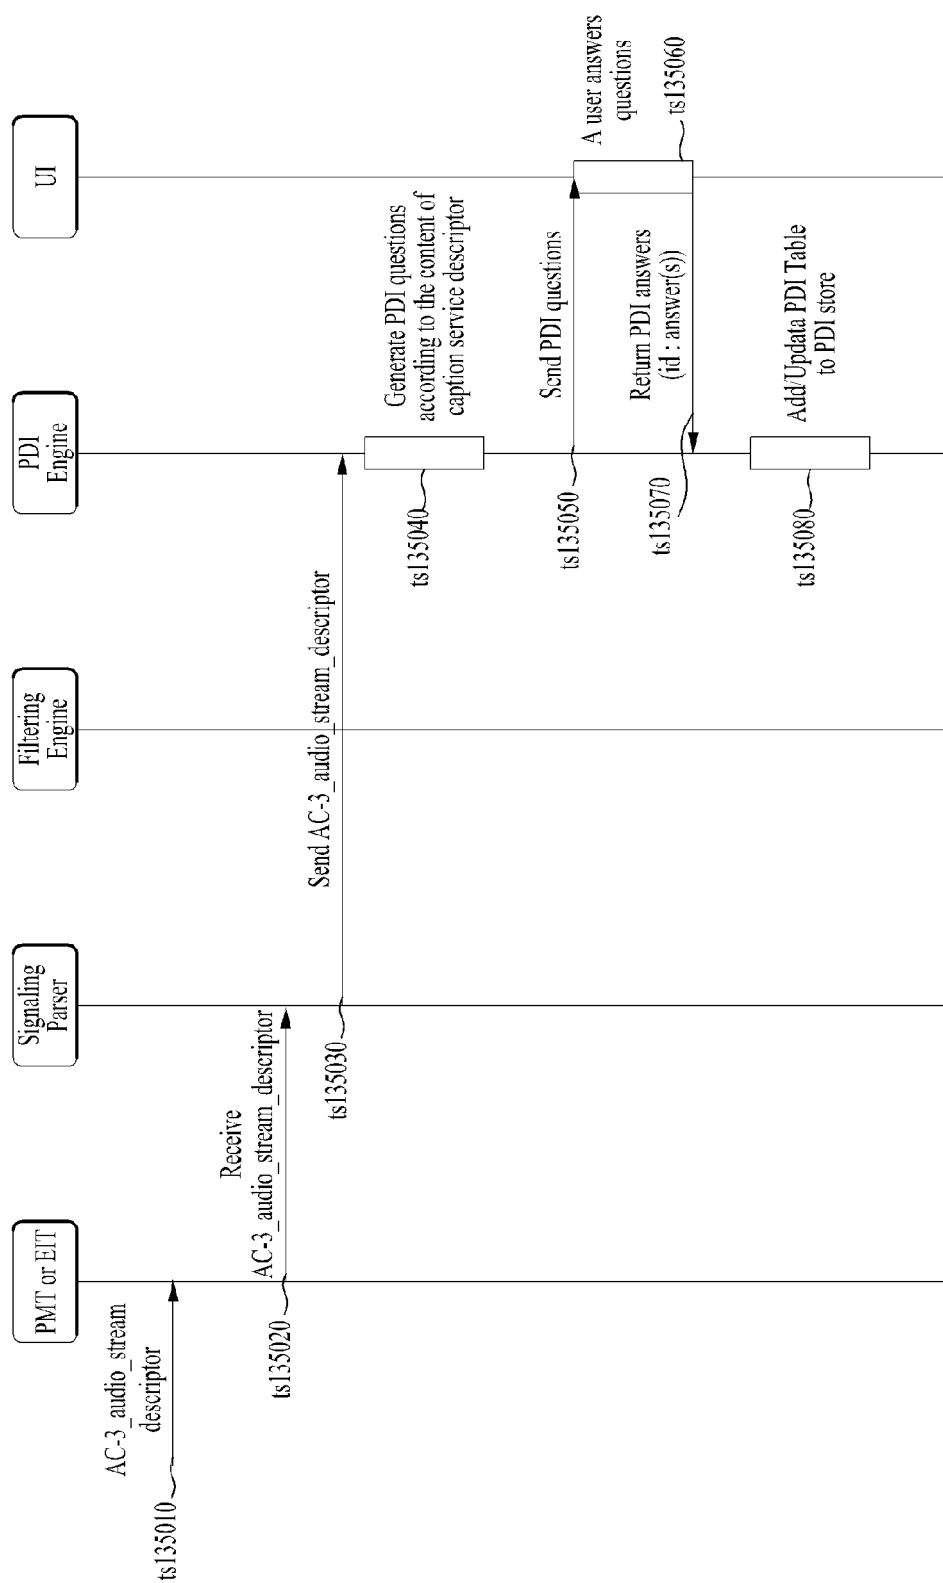 PMT or EIT
Signaling
Parser
Filtering
Engine
PDI
Engine
UI
AC-3_audio_stream
descriptor
ts135010
Receive
AC-3_audio_stream_descriptor
ts135020
Send AC-3_audio_stream_descriptor
ts135030
Generate PDI questions
according to the content of
caption service descriptor
ts135040
Send PDI questions
ts135050
A user answers
questions
ts135060
Return PDI answers
(id : answer(s))
ts135070
Add/Updata PDI Table
to PDI store
ts135080